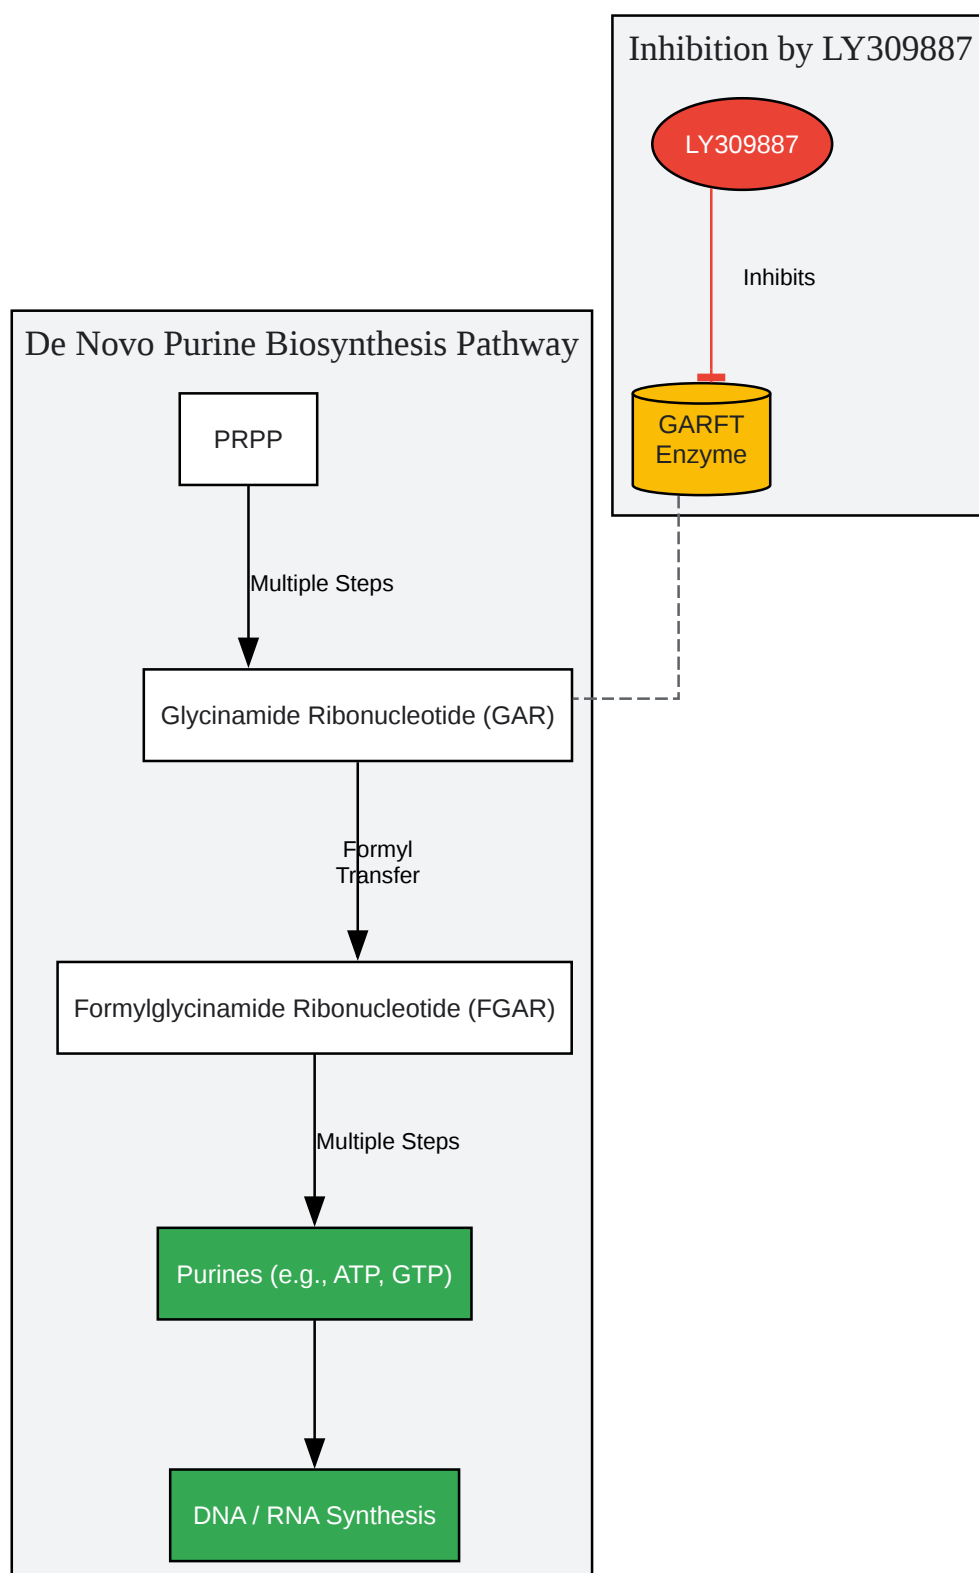 Inhibition by LY309887
LY309887
Inhibits
GARFT
Enzyme
De Novo Purine Biosynthesis Pathway
PRPP
Multiple Steps
Glycinamide Ribonucleotide (GAR)
Formyl
Transfer
Formylglycinamide Ribonucleotide (FGAR)
Multiple Steps
Purines (e.g., ATP, GTP)
DNA / RNA Synthesis